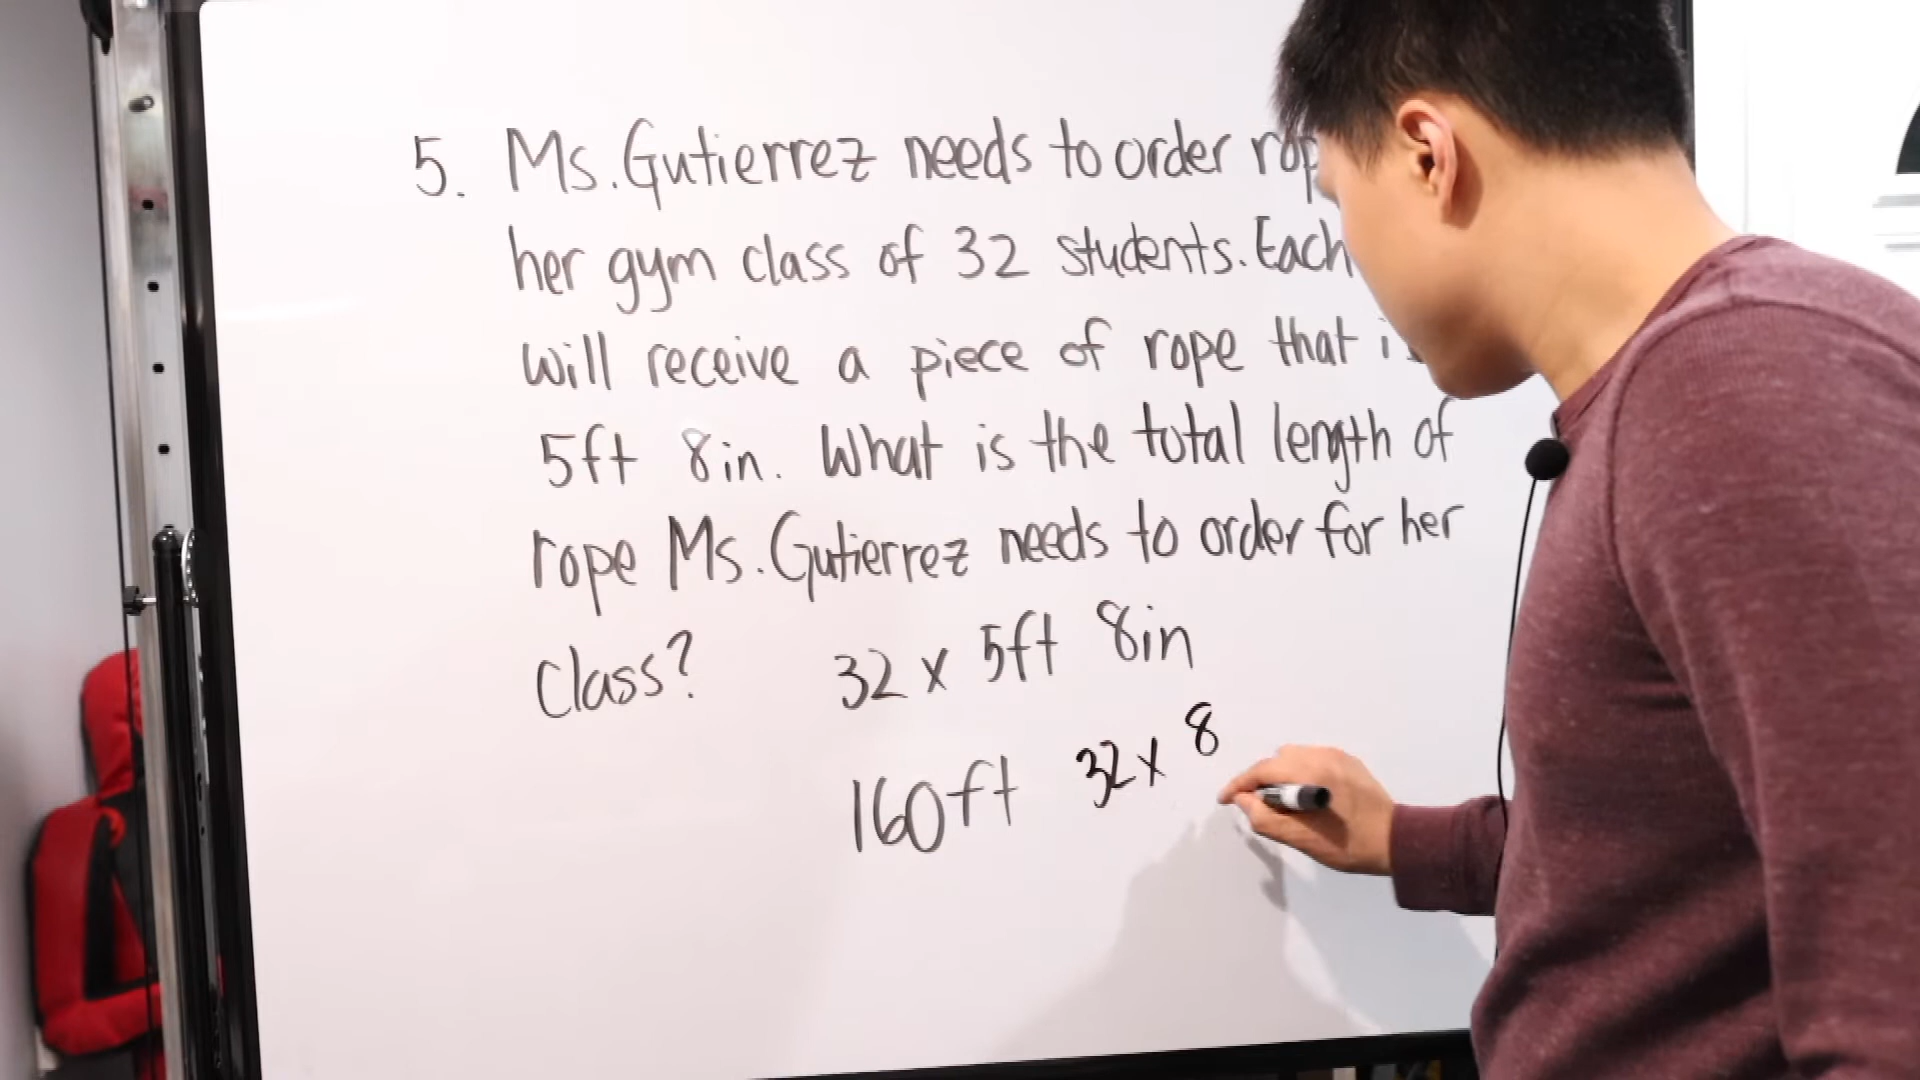 5. Ms. Gutierrez needs to order
her gym class of 32 students. Each
will receive a piece of rope that
5ft 8in. What is the total length of
rope Ms. Gutierrez needs to order for her
class? 32 x 5ft 8in
160ft 32 x 8